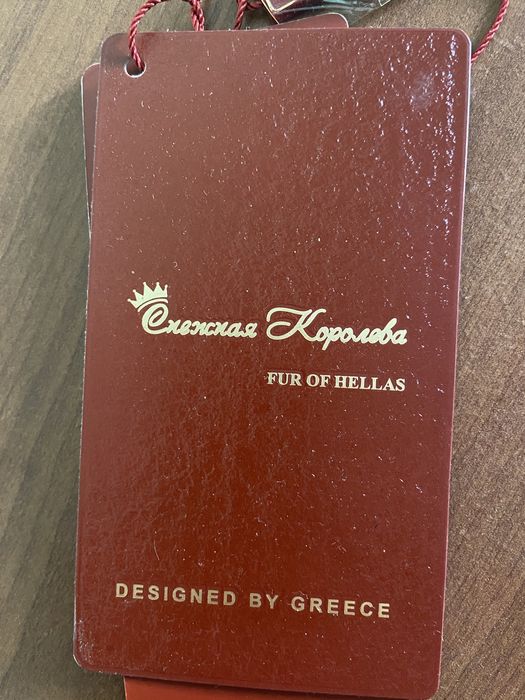 Снежная Королева
FUR OF HELLAS
DESIGNED BY GREECE